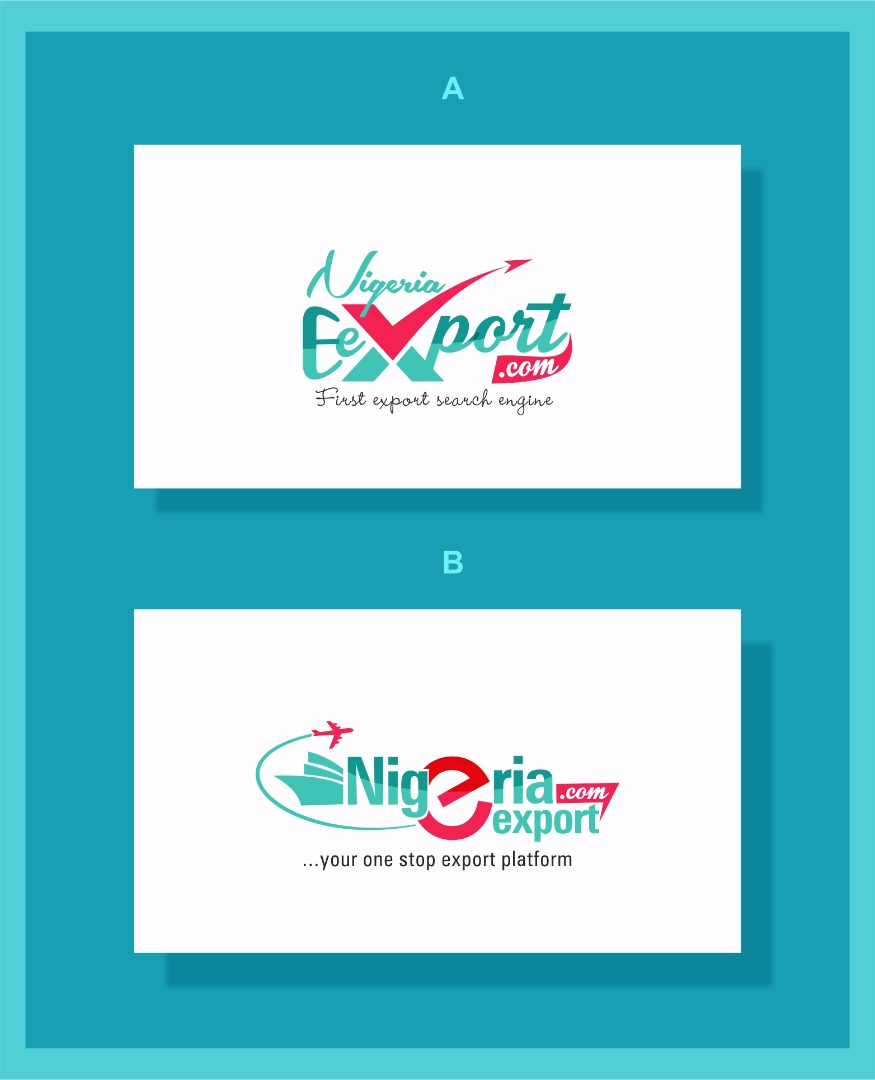 A
Nigeria
Eexport
.com
First export search engine
B
Nigeria
.com
export
...your one stop export platform